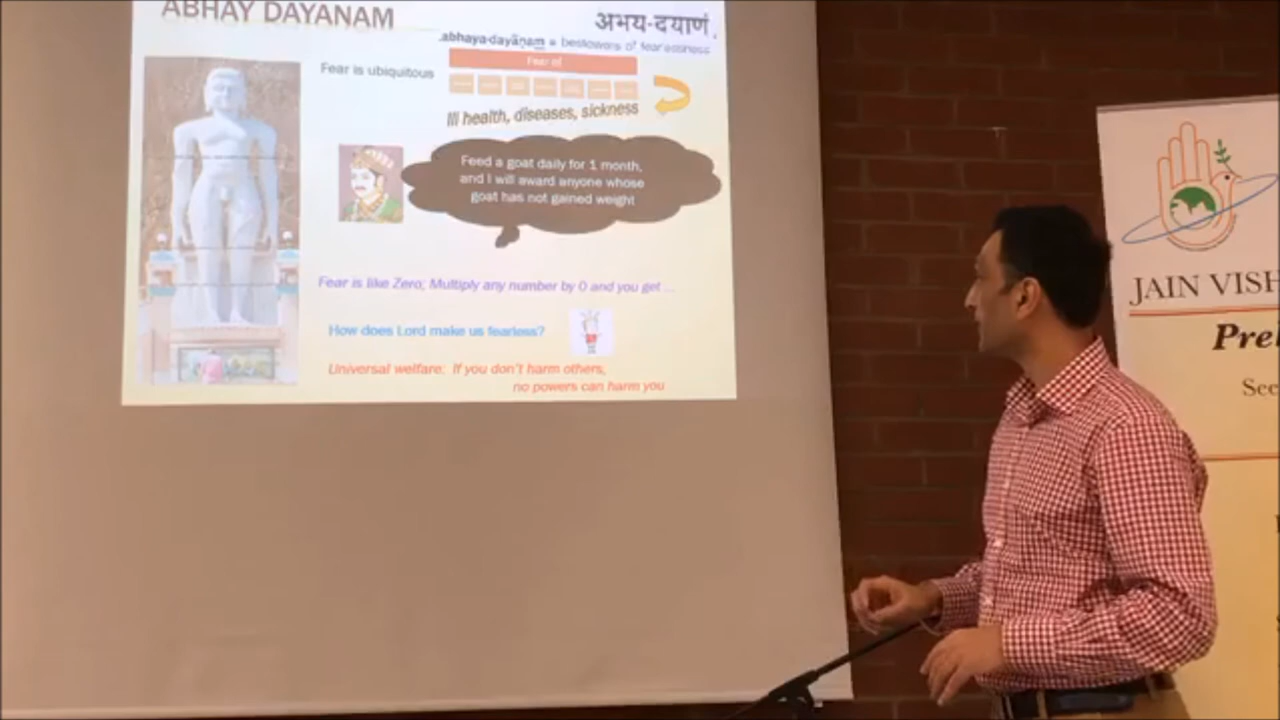 ABHAY DAYANAM
अभय-दयाणं,
abhaya-dayāṇaṃ = bestowers of fearlessness
Fear is ubiquitous
Fear of
Ill health, diseases, sickness
Feed a goat daily for 1 month,
and I will award anyone whose
goat has not gained weight
Fear is like Zero; Multiply any number by 0 and you get ...
How does Lord make us fearless?
Universal welfare: If you don't harm others,
no powers can harm you
JAIN VISH
Pre
Sec